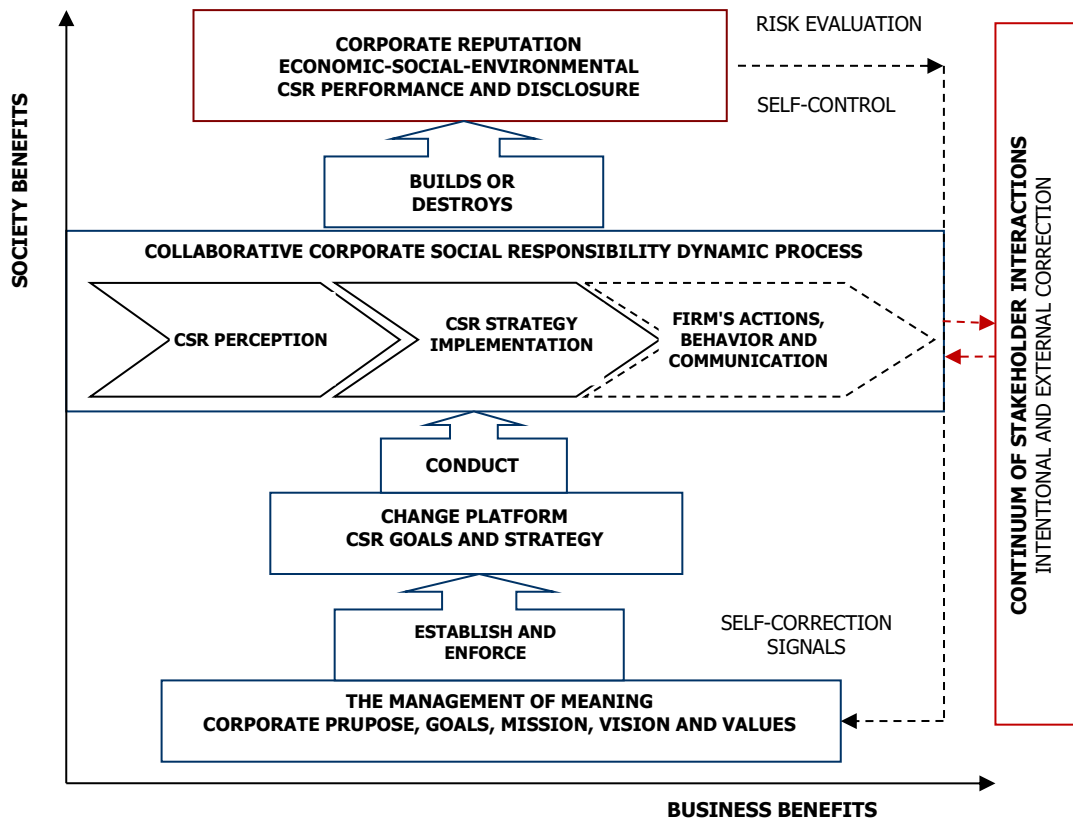 SOCIETY BENEFITS
CORPORATE REPUTATION
ECONOMIC-SOCIAL-ENVIRONMENTAL
CSR PERFORMANCE AND DISCLOSURE
RISK EVALUATION
SELF-CONTROL
BUILDS OR
DESTROYS
COLLABORATIVE CORPORATE SOCIAL RESPONSIBILITY DYNAMIC PROCESS
CSR PERCEPTION
CSR STRATEGY
IMPLEMENTATION
FIRM'S ACTIONS,
BEHAVIOR AND
COMMUNICATION
CONTINUUM OF STAKEHOLDER INTERACTIONS
INTENTIONAL AND EXTERNAL CORRECTION
CONDUCT
CHANGE PLATFORM
CSR GOALS AND STRATEGY
ESTABLISH AND
ENFORCE
SELF-CORRECTION
SIGNALS
THE MANAGEMENT OF MEANING
CORPORATE PRUPOSE, GOALS, MISSION, VISION AND VALUES
BUSINESS BENEFITS